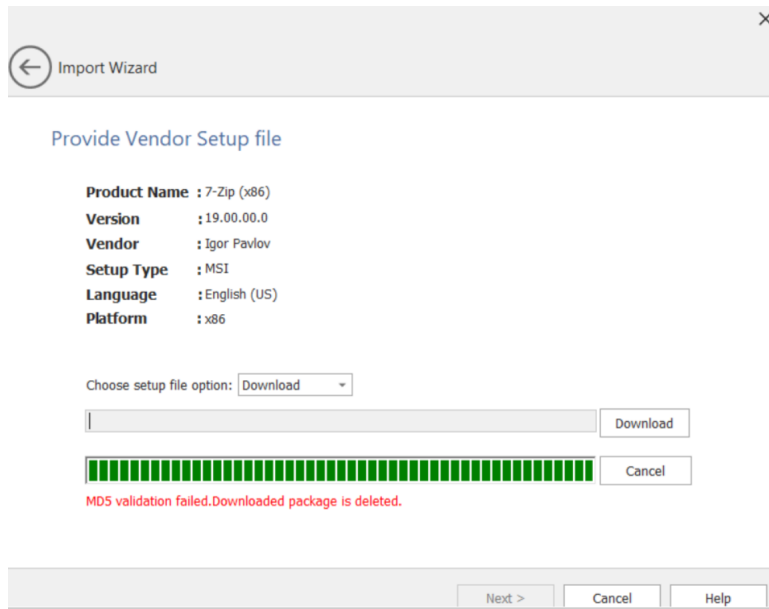 Import Wizard
Provide Vendor Setup file
Product Name : 7-Zip (x86)
Version : 19.00.00.0
Vendor : Igor Pavlov
Setup Type : MSI
Language : English (US)
Platform : x86
Choose setup file option: Download
Download
Cancel
MD5 validation failed.Downloaded package is deleted.
Next > Cancel Help